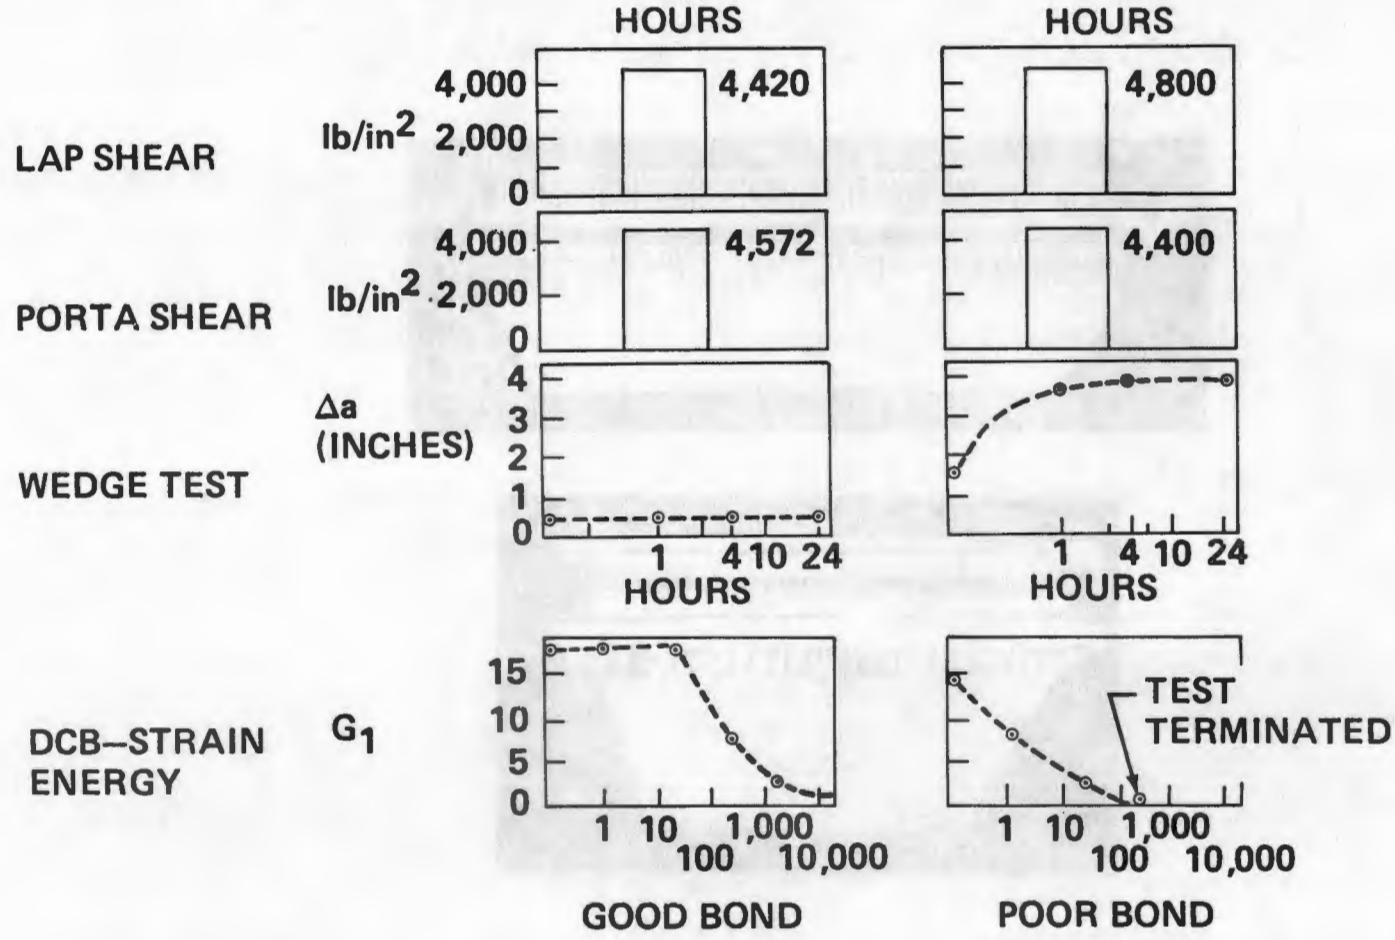 HOURS HOURS
4,000 4,420 4,800
LAP SHEAR lb/in2 2,000
0
4,000 4,572 4,400
PORTA SHEAR lb/in2 2,000
0
4
Δa 3
(INCHES) 2
WEDGE TEST 1
0
1 4 10 24 1 4 10 24
HOURS HOURS
15 TEST
TERMINATED
DCB–STRAIN G1 10
ENERGY 5
0
1 10 1,000 1 10 1,000
100 10,000 100 10,000
GOOD BOND POOR BOND